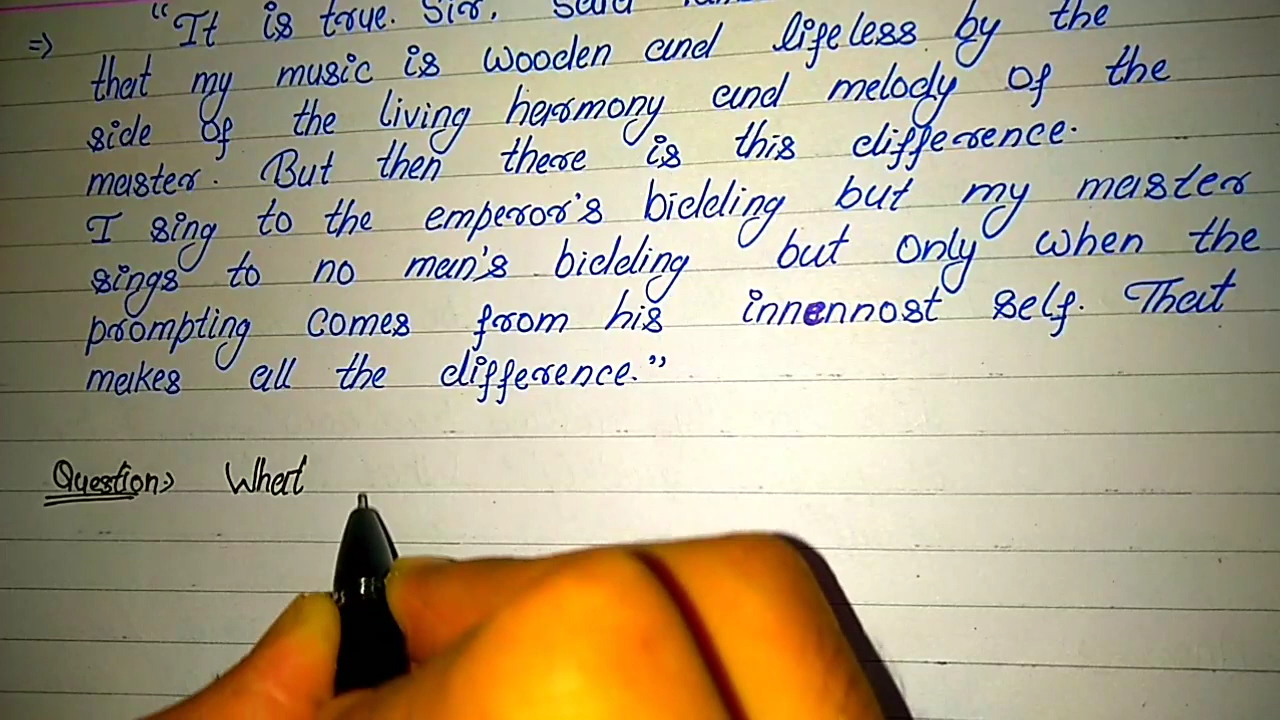 => "It is true. Sir. Said
that my music is wooden and lifeless by the
side of the living harmony and melody of the
master. But then there is this difference.
I sing to the emperor's bidding but my master
sings to no man's bidding but only when the
prompting comes from his innennost self. That
makes all the difference."
Question> What